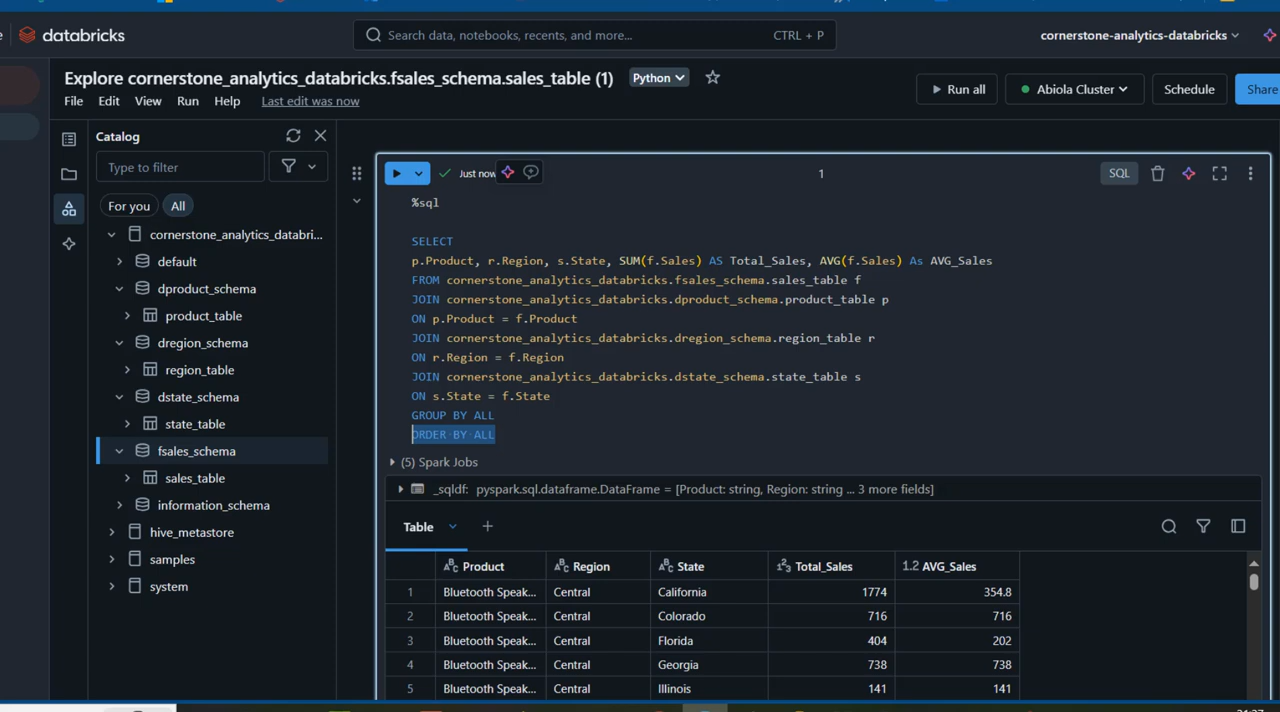 databricks
Search data, notebooks, recents, and more...
CTRL + P
cornerstone-analytics-databricks
Explore cornerstone_analytics_databricks.fsales_schema.sales_table (1)
Python
File Edit View Run Help Last edit was now
Run all
Abiola Cluster
Schedule
Share
Catalog
Type to filter
For you
All
cornerstone_analytics_databri...
default
dproduct_schema
product_table
dregion_schema
region_table
dstate_schema
state_table
fsales_schema
sales_table
information_schema
hive_metastore
samples
system
Just now
1
SQL
%sql
SELECT
p.Product, r.Region, s.State, SUM(f.Sales) AS Total_Sales, AVG(f.Sales) As AVG_Sales
FROM cornerstone_analytics_databricks.fsales_schema.sales_table f
JOIN cornerstone_analytics_databricks.dproduct_schema.product_table p
ON p.Product = f.Product
JOIN cornerstone_analytics_databricks.dregion_schema.region_table r
ON r.Region = f.Region
JOIN cornerstone_analytics_databricks.dstate_schema.state_table s
ON s.State = f.State
GROUP BY ALL
ORDER BY ALL
(5) Spark Jobs
_sqldf: pyspark.sql.dataframe.DataFrame = [Product: string, Region: string ... 3 more fields]
Table
Product Region State Total_Sales 1.2 AVG_Sales
1 Bluetooth Speak... Central California 1774 354.8
2 Bluetooth Speak... Central Colorado 716 716
3 Bluetooth Speak... Central Florida 404 202
4 Bluetooth Speak... Central Georgia 738 738
5 Bluetooth Speak... Central Illinois 141 141